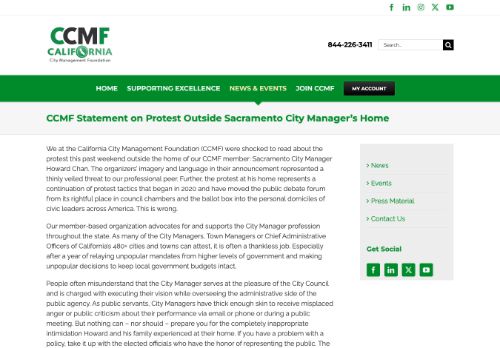 CCMF
CALIFORNIA
City Management Foundation
844-226-3411
Search...
HOME SUPPORTING EXCELLENCE NEWS & EVENTS JOIN CCMF MY ACCOUNT
CCMF Statement on Protest Outside Sacramento City Manager's Home
We at the California City Management Foundation (CCMF) were shocked to read about the
protest this past weekend outside the home of our CCMF member: Sacramento City Manager
Howard Chan. The organizers' imagery and language in their announcement represented a
thinly veiled threat to our professional peer. Further, the protest at his home represents a
continuation of protest tactics that began in 2020 and have moved the public debate forum
from its rightful place in council chambers and the ballot box into the personal domiciles of
civic leaders across America. This is wrong.
Our member-based organization advocates for and supports the City Manager profession
throughout the state. As many of the City Managers, Town Managers or Chief Administrative
Officers of California's 480+ cities and towns can attest, it is often a thankless job. Especially
after a year of relaying unpopular mandates from higher levels of government and making
unpopular decisions to keep local government budgets intact.
People often misunderstand that the City Manager serves at the pleasure of the City Council
and is charged with executing their vision while overseeing the administrative side of the
public agency. As public servants, City Managers have thick enough skin to receive misplaced
anger or public criticism about their performance via email or phone or during a public
meeting. But nothing can – nor should – prepare you for the completely inappropriate
intimidation Howard and his family experienced at their home. If you have a problem with a
policy, take it up with the elected officials who have the honor of representing the public. The
> News
> Events
> Press Material
> Contact Us
Get Social